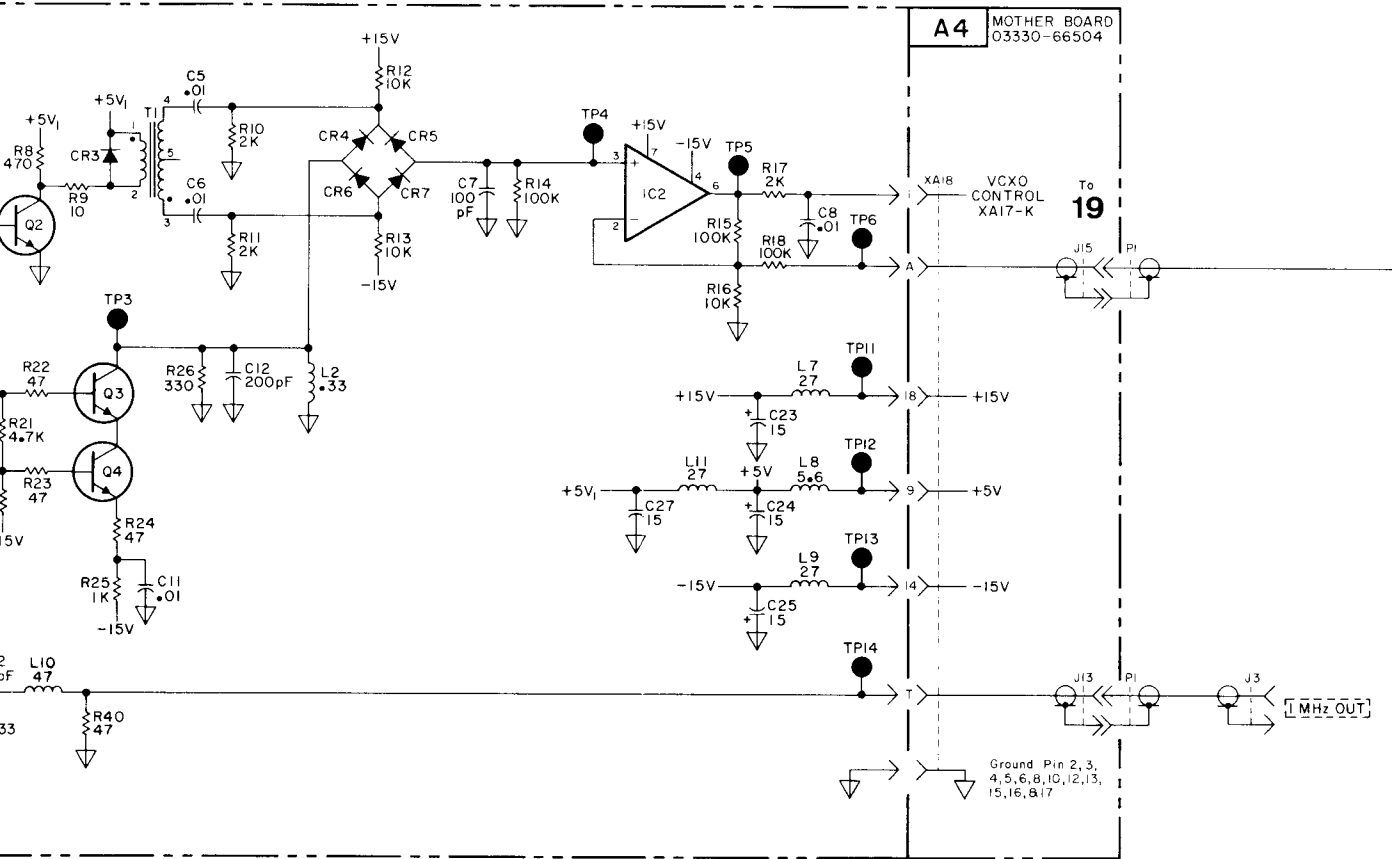 A4
MOTHER BOARD
03330-66504
+15V
R12
10K
C5
.01
+5V1
T1
4
1
5
2
3
+5V1
R8
470
CR3
R9
10
Q2
C6
.01
R10
2K
R11
2K
CR4
CR5
CR6
CR7
R13
10K
-15V
C7
100
pF
R14
100K
TP4
+15V
7
-15V
4
3
+
IC2
6
2
-
TP5
R17
2K
C8
.01
R15
100K
R18
100K
R16
10K
TP6
XA18
VCXO
CONTROL
XA17-K
To
19
A
J15
P1
TP3
R22
47
Q3
R21
4.7K
R23
47
Q4
15V
R24
47
R25
1K
C11
.01
-15V
R26
330
C12
200pF
L2
.33
L7
27
TP11
+15V
+
C23
15
18
+15V
L11
27
+5V
L8
5.6
TP12
+5V1
C27
15
+
C24
15
9
+5V
L9
27
TP13
-15V
+
C25
15
14
-15V
2
pF
L10
47
33
R40
47
TP14
T
J13
P1
J3
1 MHz OUT
Ground Pin 2,3,
4,5,6,8,10,12,13,
15,16,&17